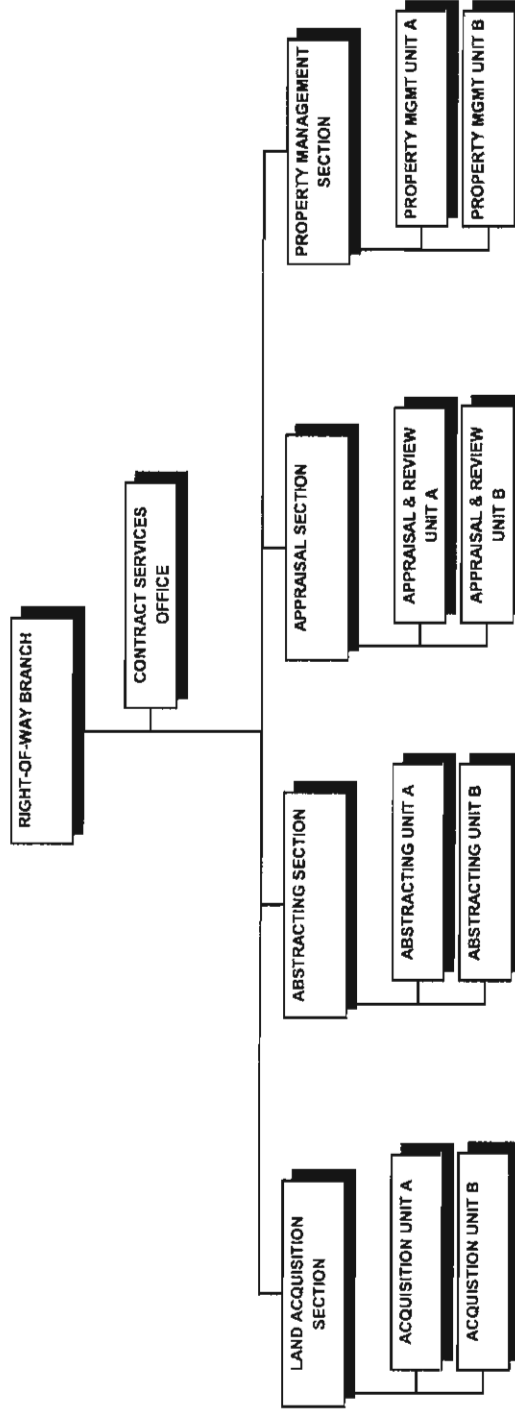 RIGHT-OF-WAY BRANCH
CONTRACT SERVICES
OFFICE
LAND ACQUISITION
SECTION
ACQUISITION UNIT A
ACQUISTION UNIT B
ABSTRACTING SECTION
ABSTRACTING UNIT A
ABSTRACTING UNIT B
APPRAISAL SECTION
APPRAISAL & REVIEW
UNIT A
APPRAISAL & REVIEW
UNIT B
PROPERTY MANAGEMENT
SECTION
PROPERTY MGMT UNIT A
PROPERTY MGMT UNIT B